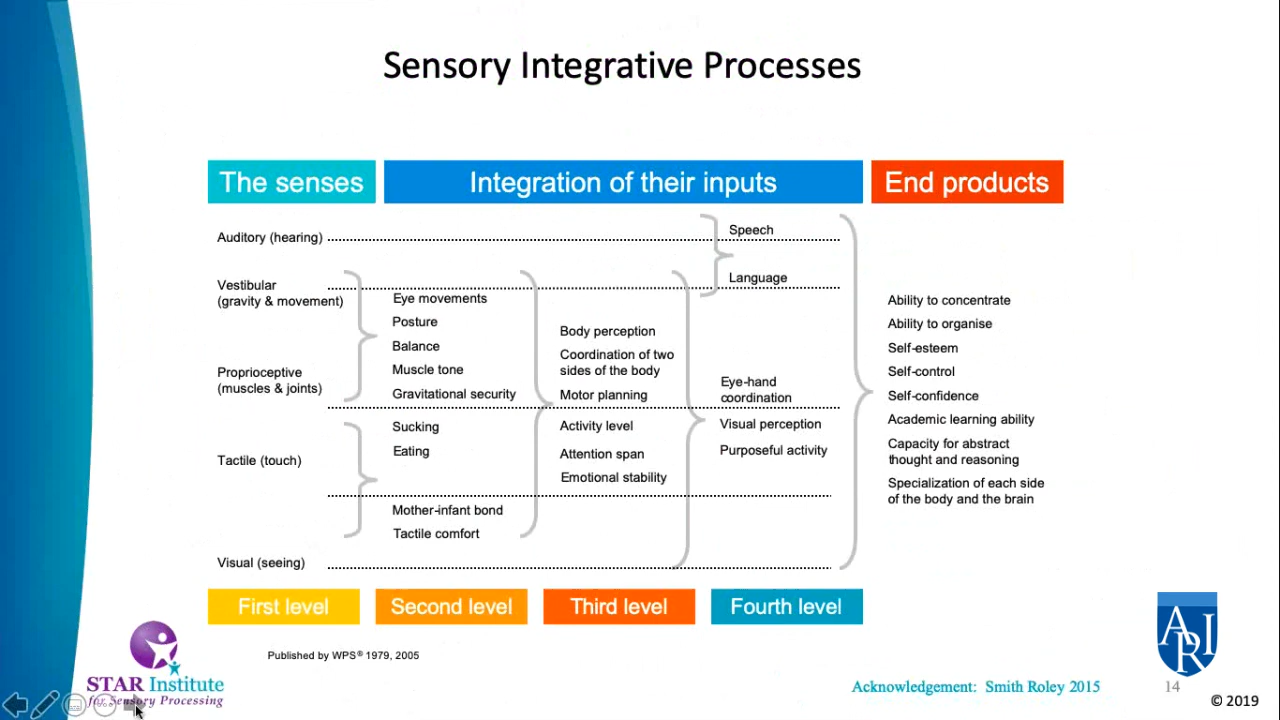 Sensory Integrative Processes
The senses
Integration of their inputs
End products
Auditory (hearing)
Vestibular
(gravity & movement)
Proprioceptive
(muscles & joints)
Tactile (touch)
Visual (seeing)
Eye movements
Posture
Balance
Muscle tone
Gravitational security
Sucking
Eating
Mother-infant bond
Tactile comfort
Body perception
Coordination of two
sides of the body
Motor planning
Activity level
Attention span
Emotional stability
Speech
Language
Eye-hand
coordination
Visual perception
Purposeful activity
Ability to concentrate
Ability to organise
Self-esteem
Self-control
Self-confidence
Academic learning ability
Capacity for abstract
thought and reasoning
Specialization of each side
of the body and the brain
First level
Second level
Third level
Fourth level
Published by WPS® 1979, 2005
STAR Institute
for Sensory Processing
ARI
Acknowledgement: Smith Roley 2015
14
© 2019